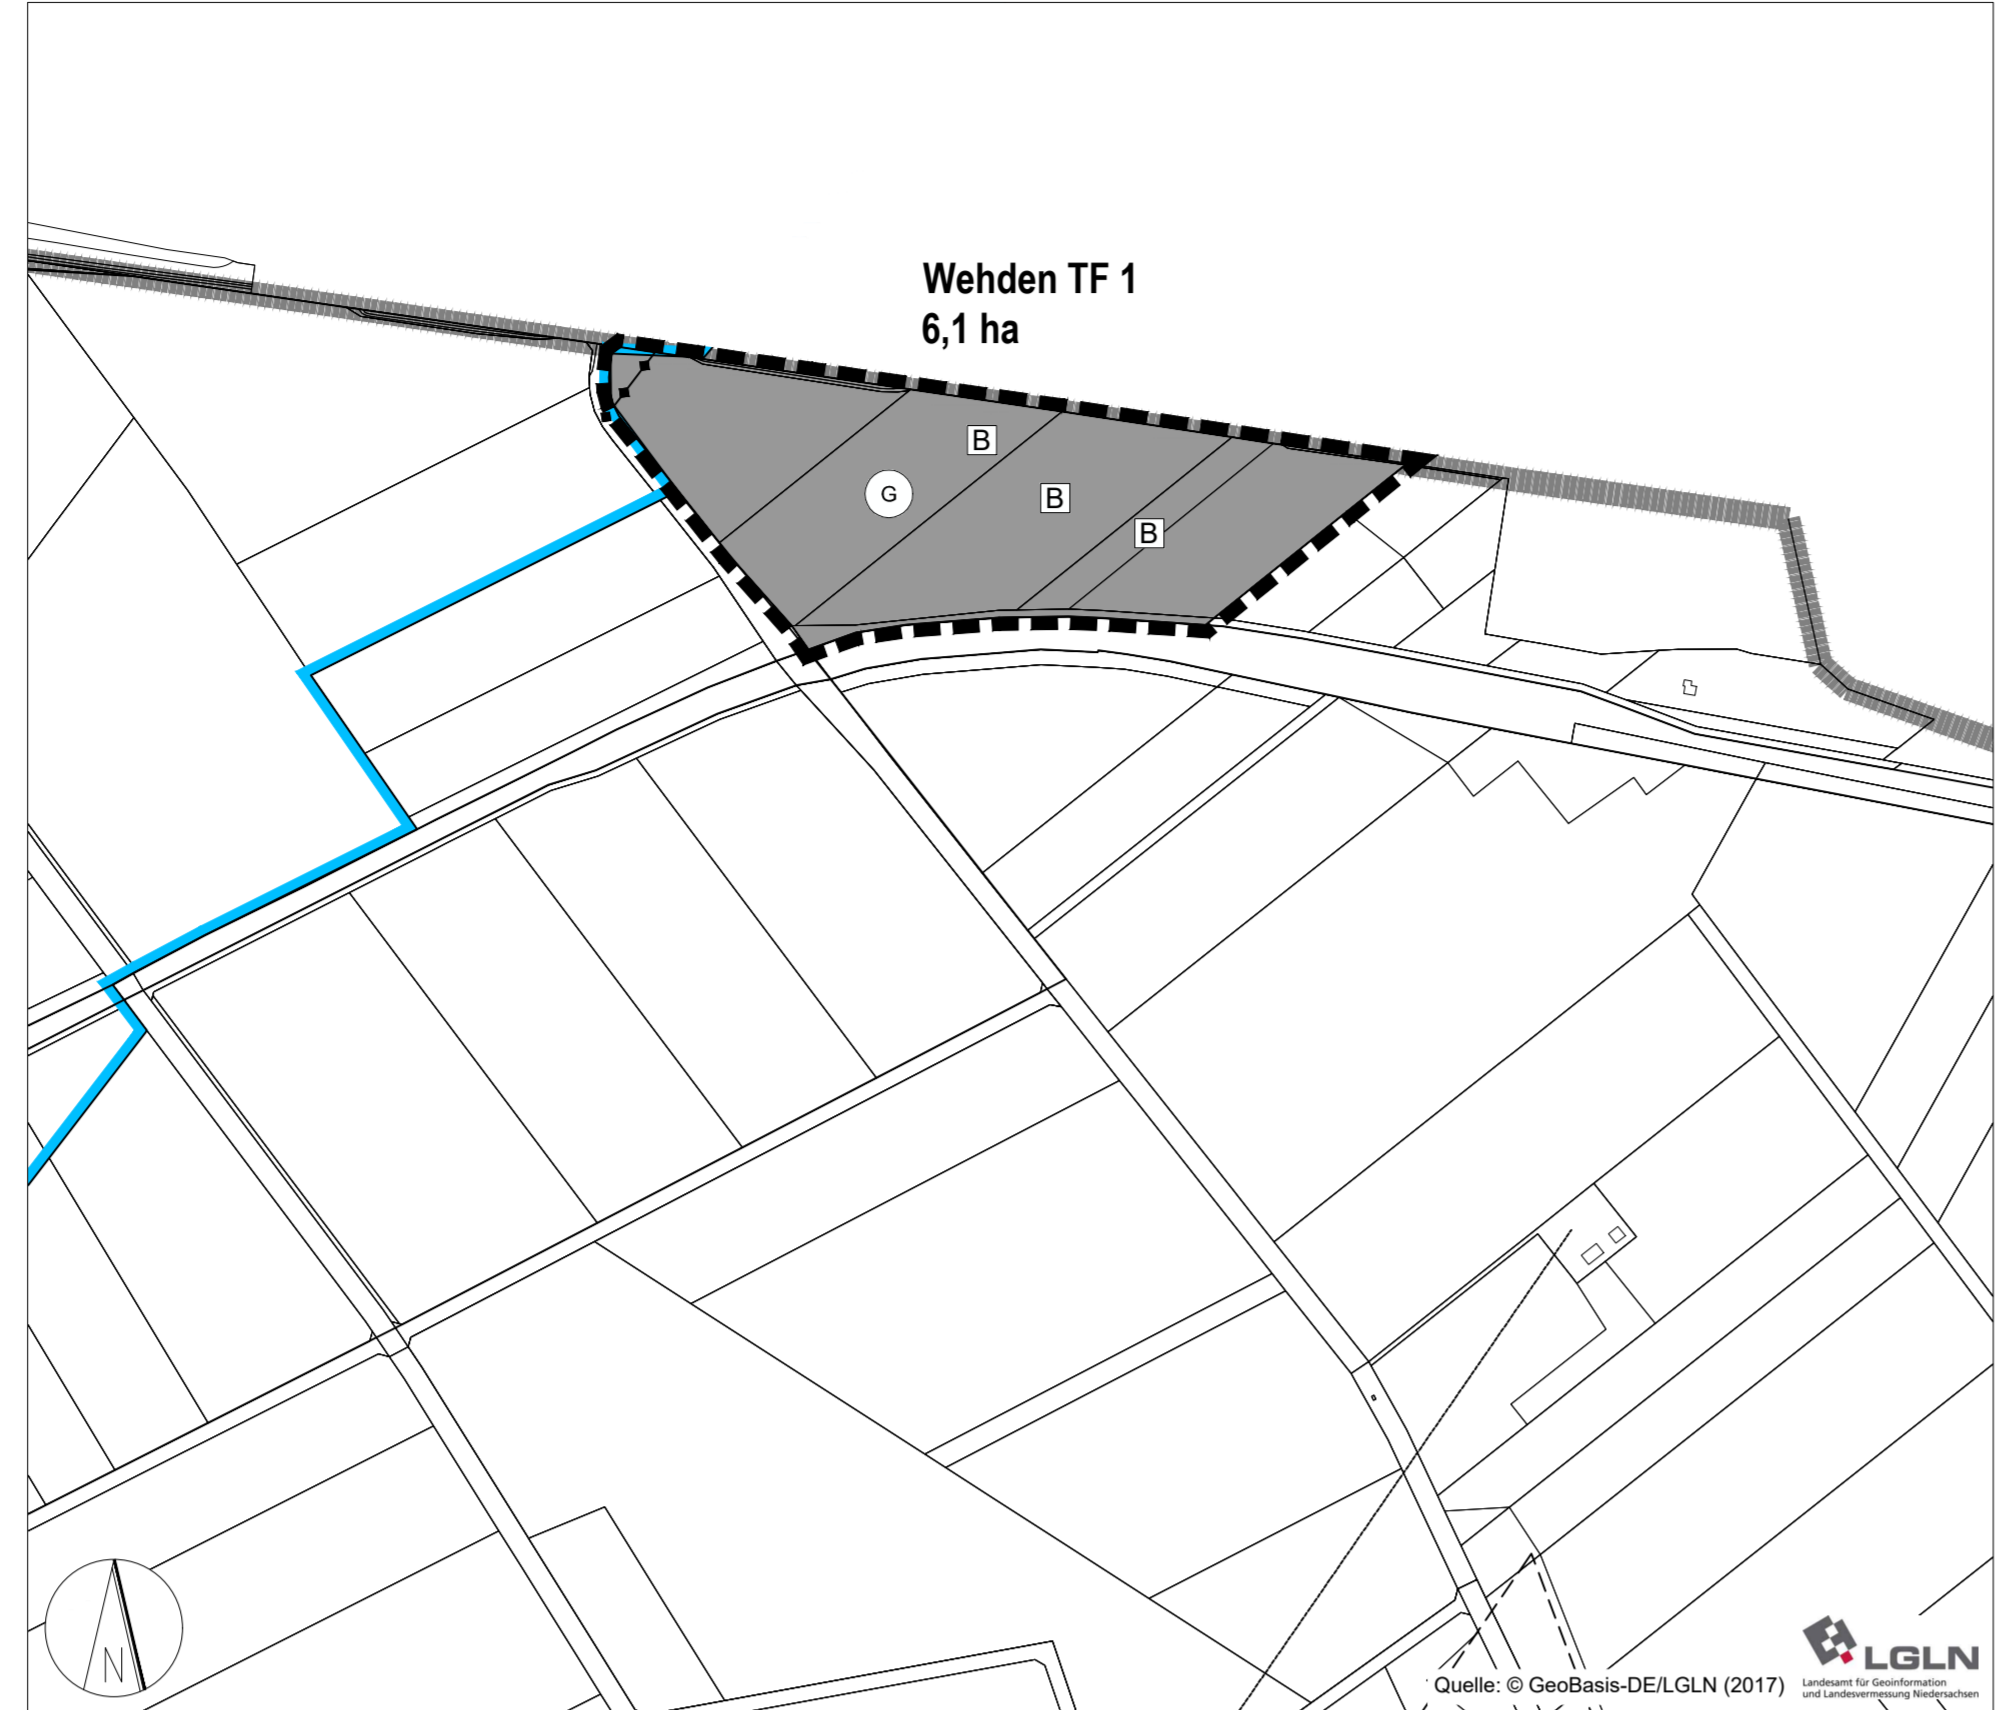 Wehden TF 1
6,1 ha
B
G
B
B
N
LGLN
Quelle: © GeoBasis-DE/LGLN (2017)
Landesamt für Geoinformation
und Landesvermessung Niedersachsen